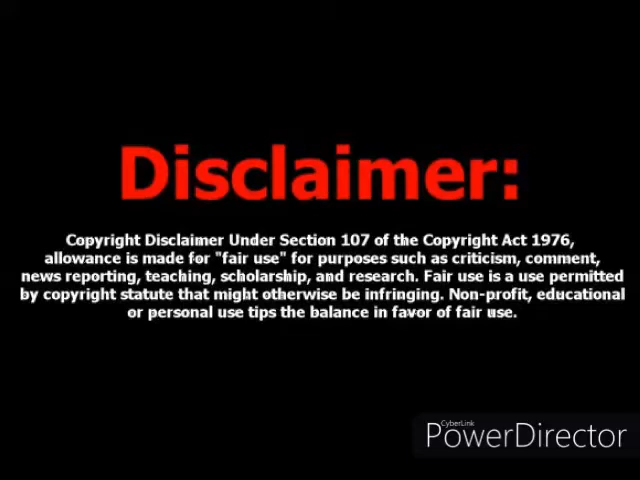 Disclaimer:
Copyright Disclaimer Under Section 107 of the Copyright Act 1976,
allowance is made for "fair use" for purposes such as criticism, comment,
news reporting, teaching, scholarship, and research. Fair use is a use permitted
by copyright statute that might otherwise be infringing. Non-profit, educational
or personal use tips the balance in favor of fair use.
CyberLink
PowerDirector